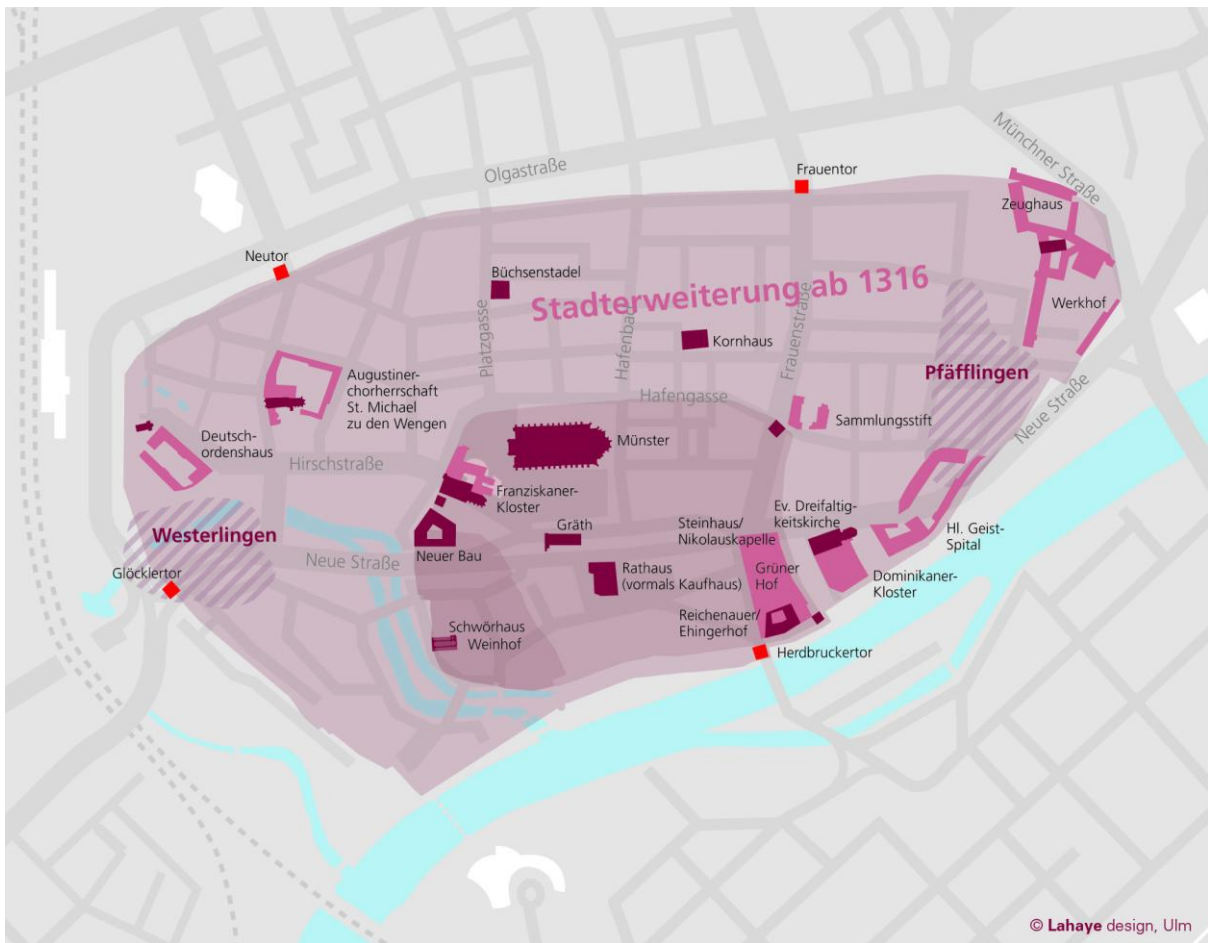 Münchner Straße
Olgastraße
Frauentor
Zeughaus
Neutor
Büchsenstadel
Stadterweiterung ab 1316
Werkhof
Platzgasse
Hafenbad
Frauenstraße
Kornhaus
Pfäfflingen
Augustiner-
chorherrschaft
St. Michael
zu den Wengen
Hafengasse
Neue Straße
Sammlungsstift
Deutsch-
ordenshaus
Hirschstraße
Münster
Franziskaner-
Kloster
Westerlingen
Neuer Bau
Gräth
Steinhaus/
Nikolauskapelle
Ev. Dreifaltig-
keitskirche
Hl. Geist-
Spital
Glöcklertor
Neue Straße
Rathaus
(vormals Kaufhaus)
Grüner
Hof
Dominikaner-
Kloster
Reichenauer/
Ehingerhof
Schwörhaus
Weinhof
Herdbruckertor
© Lahaye design, Ulm